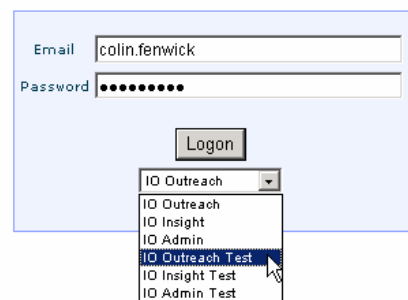 Email colin.fenwick
Password •••••••••
Logon
IO Outreach
IO Outreach
IO Insight
IO Admin
IO Outreach Test
IO Insight Test
IO Admin Test